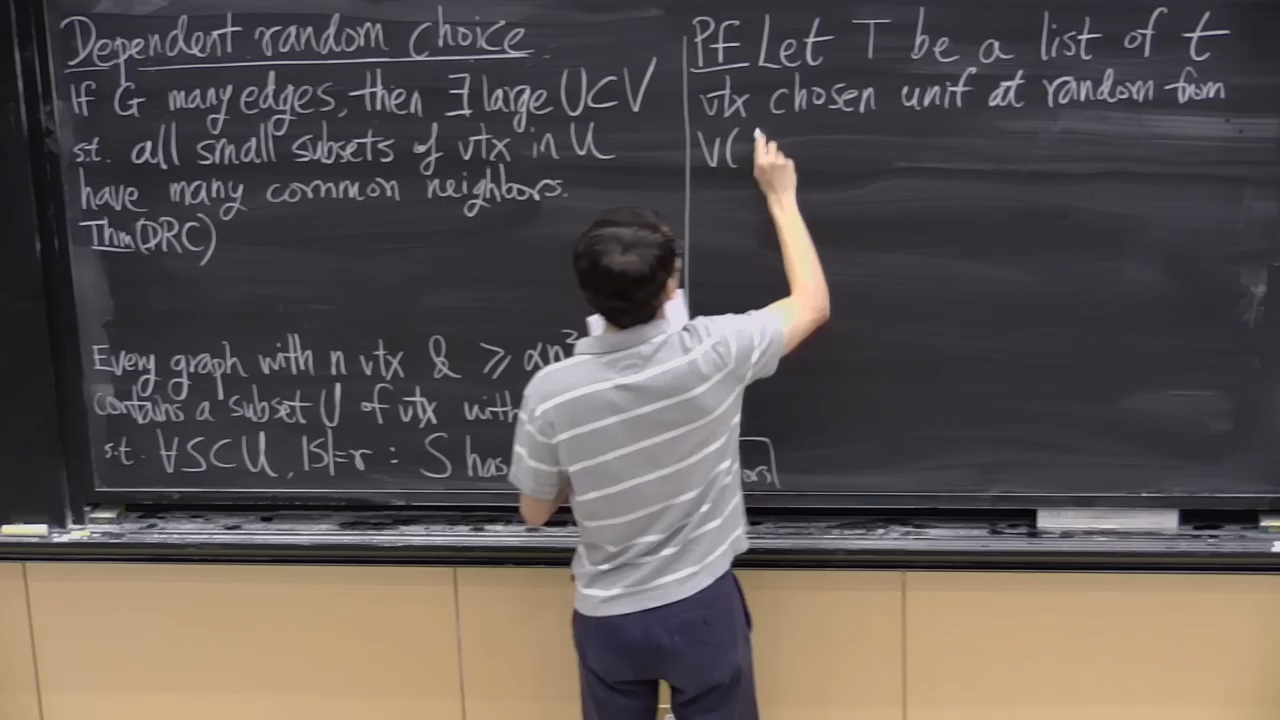 Dependent random choice
If G many edges, then ∃ large U⊂V
s.t. all small subsets of vtx in U
have many common neighbors.
Thm (DRC)
Every graph with n vtx & ⩾ αn²
contains a subset U of vtx with
s.t. ∀S⊂U, |S|=r : S has
Pf Let T be a list of t
vtx chosen unif at random from
V(